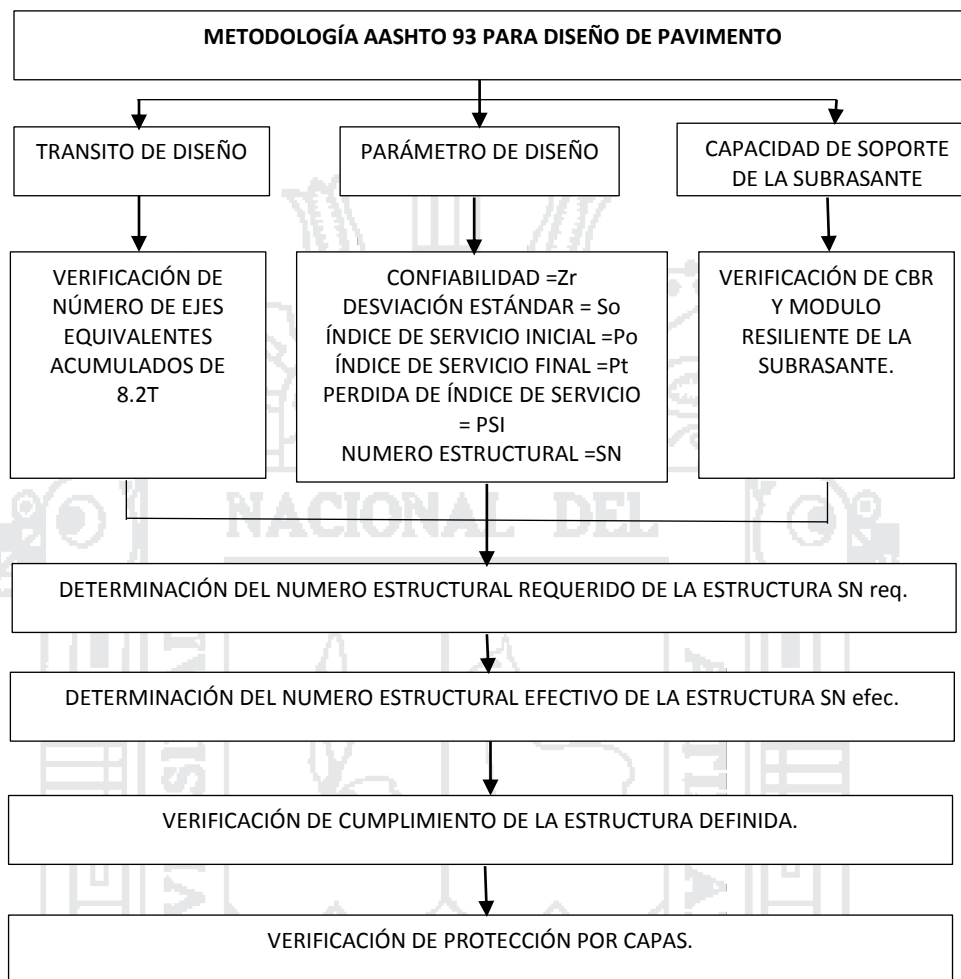 METODOLOGÍA AASHTO 93 PARA DISEÑO DE PAVIMENTO
TRANSITO DE DISEÑO
PARÁMETRO DE DISEÑO
CAPACIDAD DE SOPORTE
DE LA SUBRASANTE
VERIFICACIÓN DE
NÚMERO DE EJES
EQUIVALENTES
ACUMULADOS DE
8.2T
CONFIABILIDAD =Zr
DESVIACIÓN ESTÁNDAR = So
ÍNDICE DE SERVICIO INICIAL =Po
ÍNDICE DE SERVICIO FINAL =Pt
PERDIDA DE ÍNDICE DE SERVICIO
= PSI
NUMERO ESTRUCTURAL =SN
VERIFICACIÓN DE CBR
Y MODULO
RESILIENTE DE LA
SUBRASANTE.
NACIONAL DEL
DETERMINACIÓN DEL NUMERO ESTRUCTURAL REQUERIDO DE LA ESTRUCTURA SN req.
DETERMINACIÓN DEL NUMERO ESTRUCTURAL EFECTIVO DE LA ESTRUCTURA SN efec.
VERIFICACIÓN DE CUMPLIMIENTO DE LA ESTRUCTURA DEFINIDA.
VERIFICACIÓN DE PROTECCIÓN POR CAPAS.